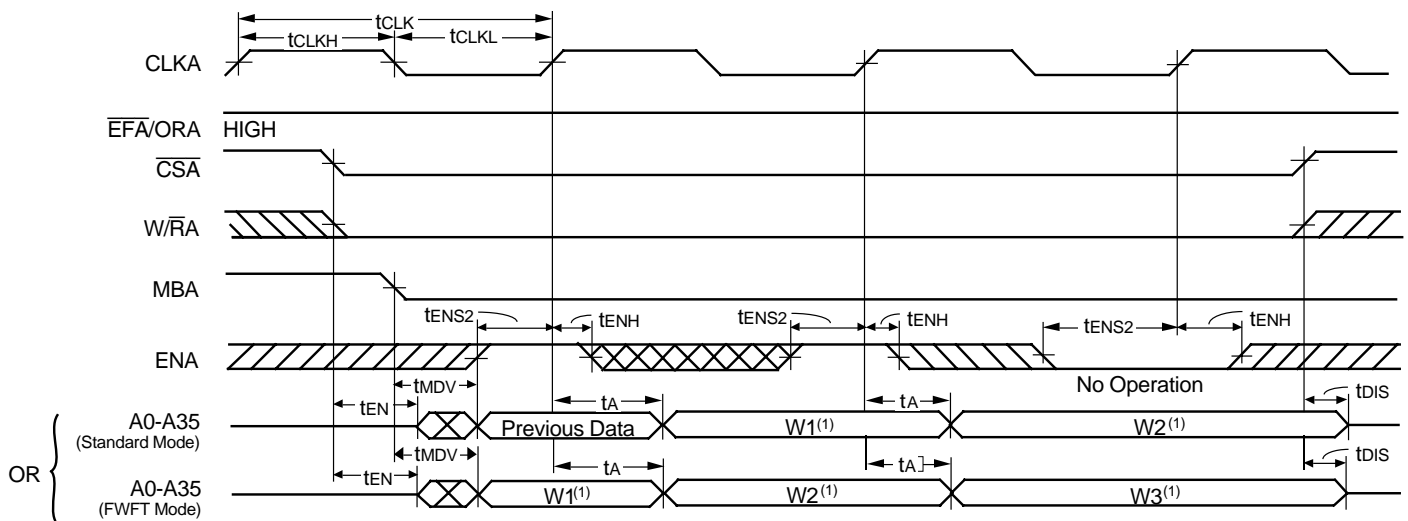 tCLK
tCLKH tCLKL
CLKA
EFA/ORA HIGH
CSA
W/RA
MBA
tENS2 tENH tENS2 tENH tENS2 tENH
ENA
No Operation
tMDV
tEN tA tA tDIS
A0-A35 Previous Data W1(1) W2(1)
(Standard Mode)
OR
tMDV
tEN tA tA tDIS
A0-A35 W1(1) W2(1) W3(1)
(FWFT Mode)